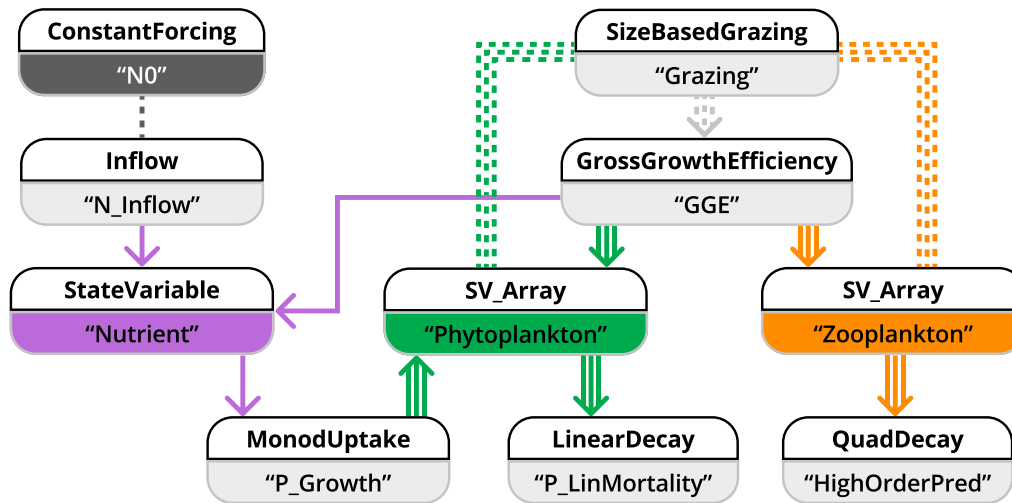 ConstantForcing
“N0”
SizeBasedGrazing
“Grazing”
Inflow
“N_Inflow”
GrossGrowthEfficiency
“GGE”
StateVariable
“Nutrient”
SV_Array
“Phytoplankton”
SV_Array
“Zooplankton”
MonodUptake
“P_Growth”
LinearDecay
“P_LinMortality”
QuadDecay
“HighOrderPred”